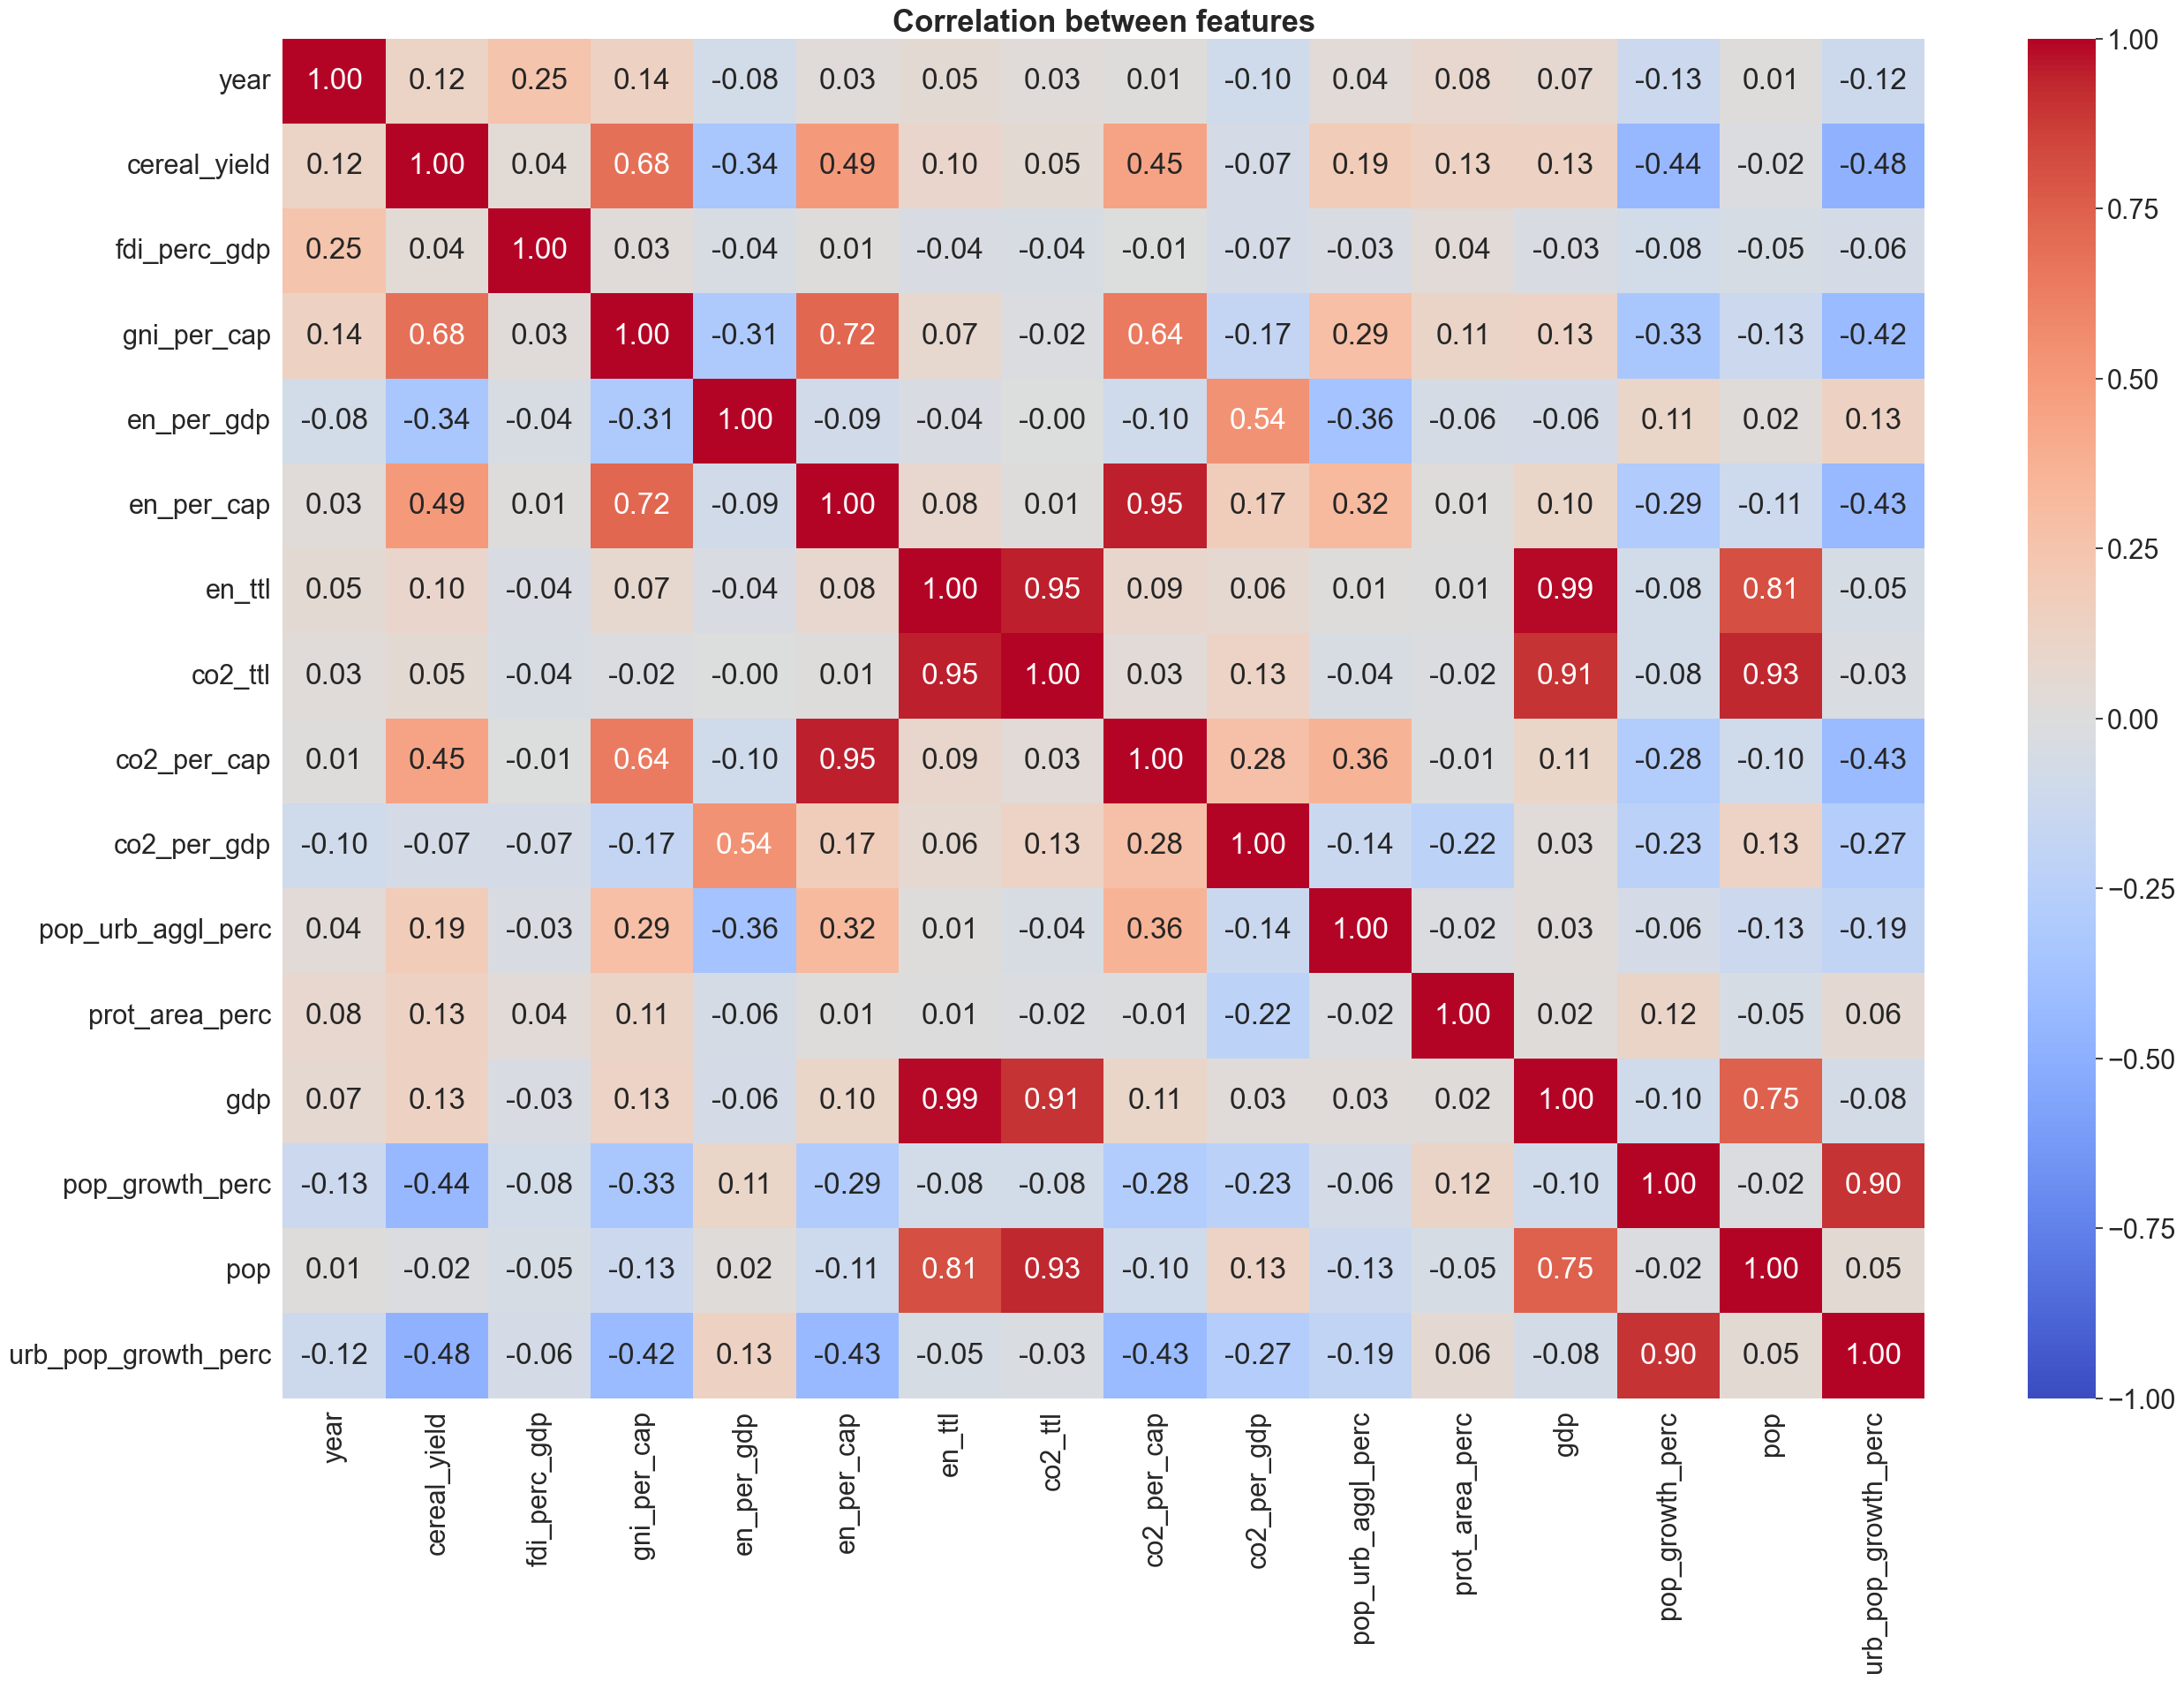 Correlation between features
year 1.00 0.12 0.25 0.14 -0.08 0.03 0.05 0.03 0.01 -0.10 0.04 0.08 0.07 -0.13 0.01 -0.12
cereal_yield 0.12 1.00 0.04 0.68 -0.34 0.49 0.10 0.05 0.45 -0.07 0.19 0.13 0.13 -0.44 -0.02 -0.48
fdi_perc_gdp 0.25 0.04 1.00 0.03 -0.04 0.01 -0.04 -0.04 -0.01 -0.07 -0.03 0.04 -0.03 -0.08 -0.05 -0.06
gni_per_cap 0.14 0.68 0.03 1.00 -0.31 0.72 0.07 -0.02 0.64 -0.17 0.29 0.11 0.13 -0.33 -0.13 -0.42
en_per_gdp -0.08 -0.34 -0.04 -0.31 1.00 -0.09 -0.04 -0.00 -0.10 0.54 -0.36 -0.06 -0.06 0.11 0.02 0.13
en_per_cap 0.03 0.49 0.01 0.72 -0.09 1.00 0.08 0.01 0.95 0.17 0.32 0.01 0.10 -0.29 -0.11 -0.43
en_ttl 0.05 0.10 -0.04 0.07 -0.04 0.08 1.00 0.95 0.09 0.06 0.01 0.01 0.99 -0.08 0.81 -0.05
co2_ttl 0.03 0.05 -0.04 -0.02 -0.00 0.01 0.95 1.00 0.03 0.13 -0.04 -0.02 0.91 -0.08 0.93 -0.03
co2_per_cap 0.01 0.45 -0.01 0.64 -0.10 0.95 0.09 0.03 1.00 0.28 0.36 -0.01 0.11 -0.28 -0.10 -0.43
co2_per_gdp -0.10 -0.07 -0.07 -0.17 0.54 0.17 0.06 0.13 0.28 1.00 -0.14 -0.22 0.03 -0.23 0.13 -0.27
pop_urb_aggl_perc 0.04 0.19 -0.03 0.29 -0.36 0.32 0.01 -0.04 0.36 -0.14 1.00 -0.02 0.03 -0.06 -0.13 -0.19
prot_area_perc 0.08 0.13 0.04 0.11 -0.06 0.01 0.01 -0.02 -0.01 -0.22 -0.02 1.00 0.02 0.12 -0.05 0.06
gdp 0.07 0.13 -0.03 0.13 -0.06 0.10 0.99 0.91 0.11 0.03 0.03 0.02 1.00 -0.10 0.75 -0.08
pop_growth_perc -0.13 -0.44 -0.08 -0.33 0.11 -0.29 -0.08 -0.08 -0.28 -0.23 -0.06 0.12 -0.10 1.00 -0.02 0.90
pop 0.01 -0.02 -0.05 -0.13 0.02 -0.11 0.81 0.93 -0.10 0.13 -0.13 -0.05 0.75 -0.02 1.00 0.05
urb_pop_growth_perc -0.12 -0.48 -0.06 -0.42 0.13 -0.43 -0.05 -0.03 -0.43 -0.27 -0.19 0.06 -0.08 0.90 0.05 1.00
year
cereal_yield
fdi_perc_gdp
gni_per_cap
en_per_gdp
en_per_cap
en_ttl
co2_ttl
co2_per_cap
co2_per_gdp
pop_urb_aggl_perc
prot_area_perc
gdp
pop_growth_perc
pop
urb_pop_growth_perc
1.00
0.75
0.50
0.25
0.00
−0.25
−0.50
−0.75
−1.00